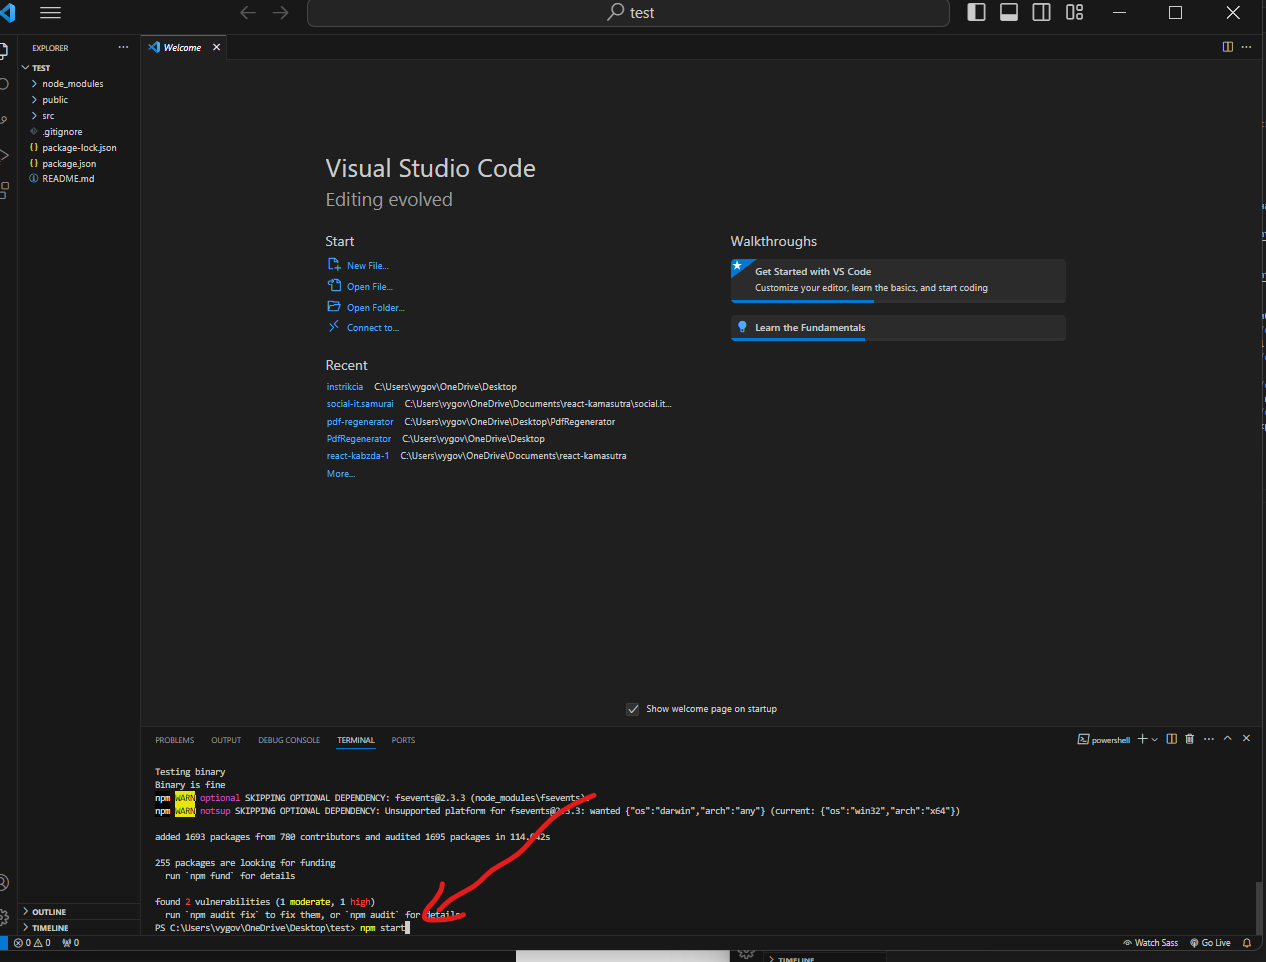 test
EXPLORER
Welcome
TEST
node_modules
public
src
.gitignore
package-lock.json
package.json
README.md
Visual Studio Code
Editing evolved
Start
New File...
Open File...
Open Folder...
Connect to...
Recent
instrikcia C:\Users\vygov\OneDrive\Desktop
social-it.samurai C:\Users\vygov\OneDrive\Documents\react-kamasutra\social.it...
pdf-regenerator C:\Users\vygov\OneDrive\Desktop\PdfRegenerator
PdfRegenerator C:\Users\vygov\OneDrive\Desktop
react-kabzda-1 C:\Users\vygov\OneDrive\Documents\react-kamasutra
More...
Walkthroughs
Get Started with VS Code
Customize your editor, learn the basics, and start coding
Learn the Fundamentals
Show welcome page on startup
PROBLEMS OUTPUT DEBUG CONSOLE TERMINAL PORTS
powershell
Testing binary
Binary is fine
npm WARN optional SKIPPING OPTIONAL DEPENDENCY: fsevents@2.3.3 (node_modules\fsevents):
npm WARN notsup SKIPPING OPTIONAL DEPENDENCY: Unsupported platform for fsevents@2.3.3: wanted {"os":"darwin","arch":"any"} (current: {"os":"win32","arch":"x64"})
added 1693 packages from 780 contributors and audited 1695 packages in
255 packages are looking for funding
run `npm fund` for details
found 2 vulnerabilities (1 moderate, 1 high)
run `npm audit fix` to fix them, or `npm audit` for details
PS C:\Users\vygov\OneDrive\Desktop\test> npm start
OUTLINE
TIMELINE
0 0 0
Watch Sass Go Live
TIMELINE